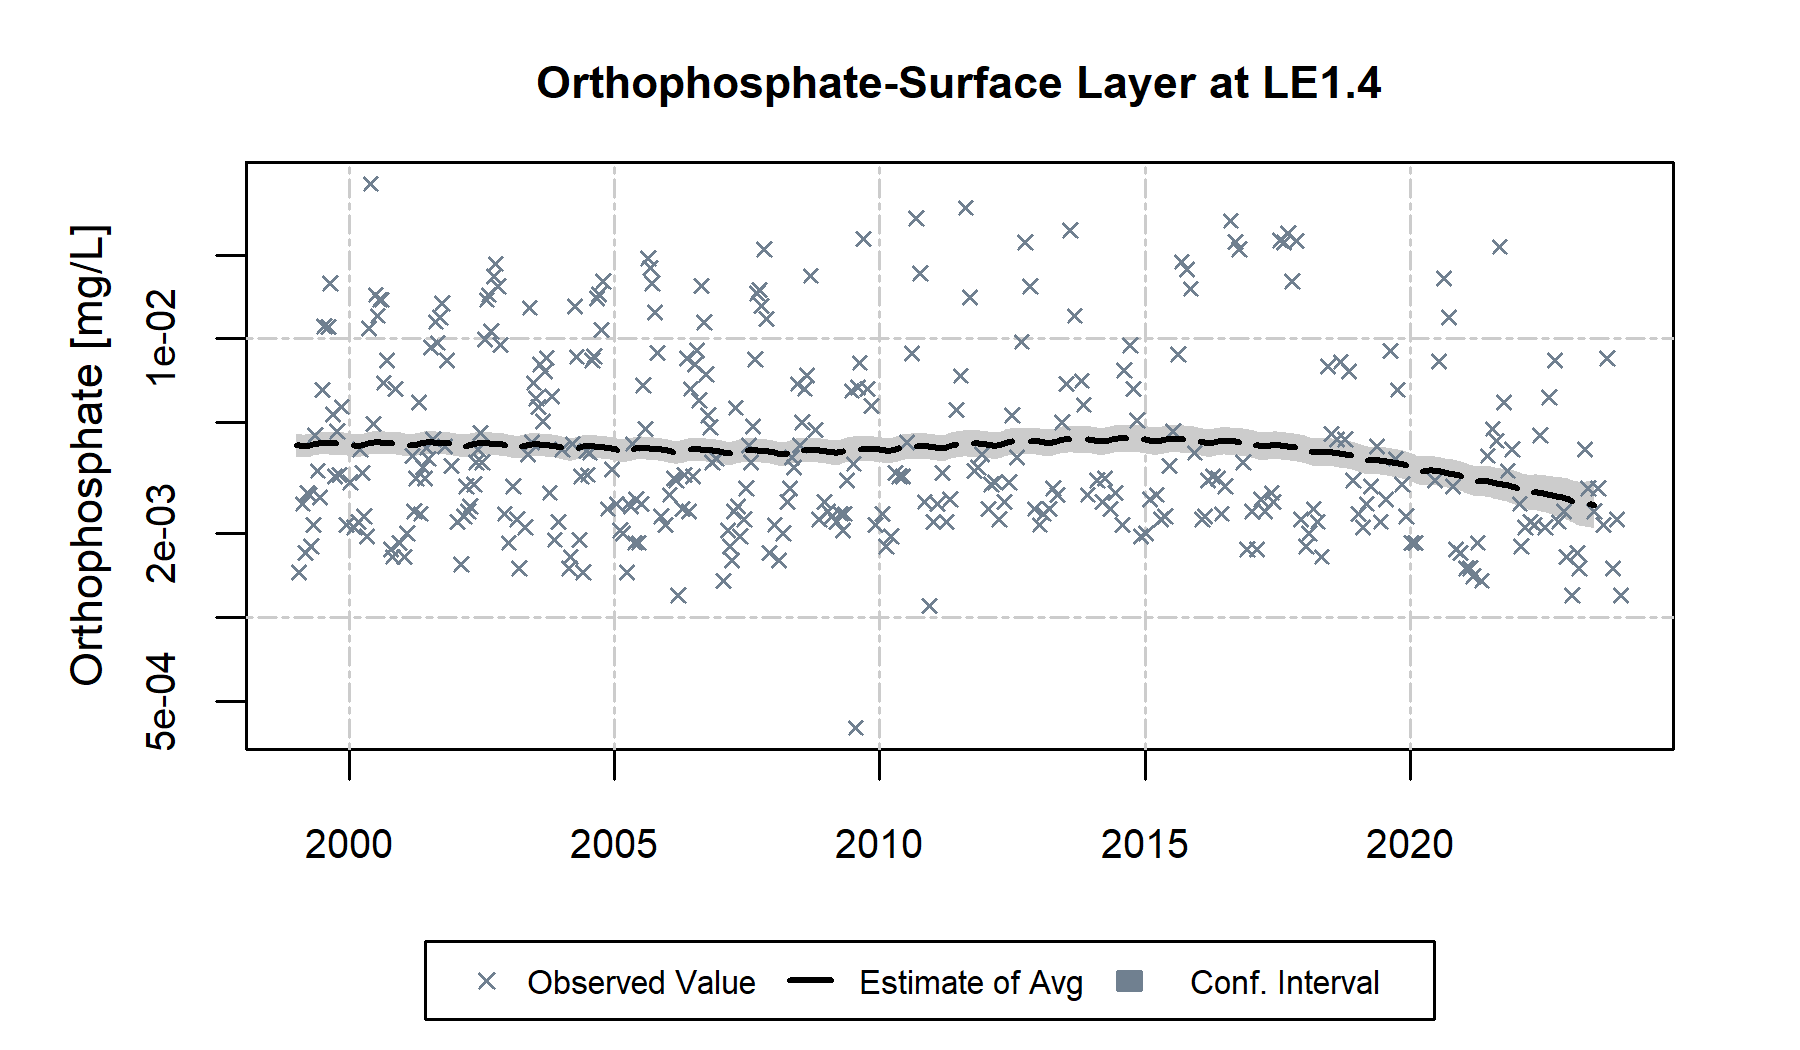 Orthophosphate-Surface Layer at LE1.4
Orthophosphate [mg/L]
1e-02
2e-03
5e-04
2000 2005 2010 2015 2020
Observed Value Estimate of Avg Conf. Interval